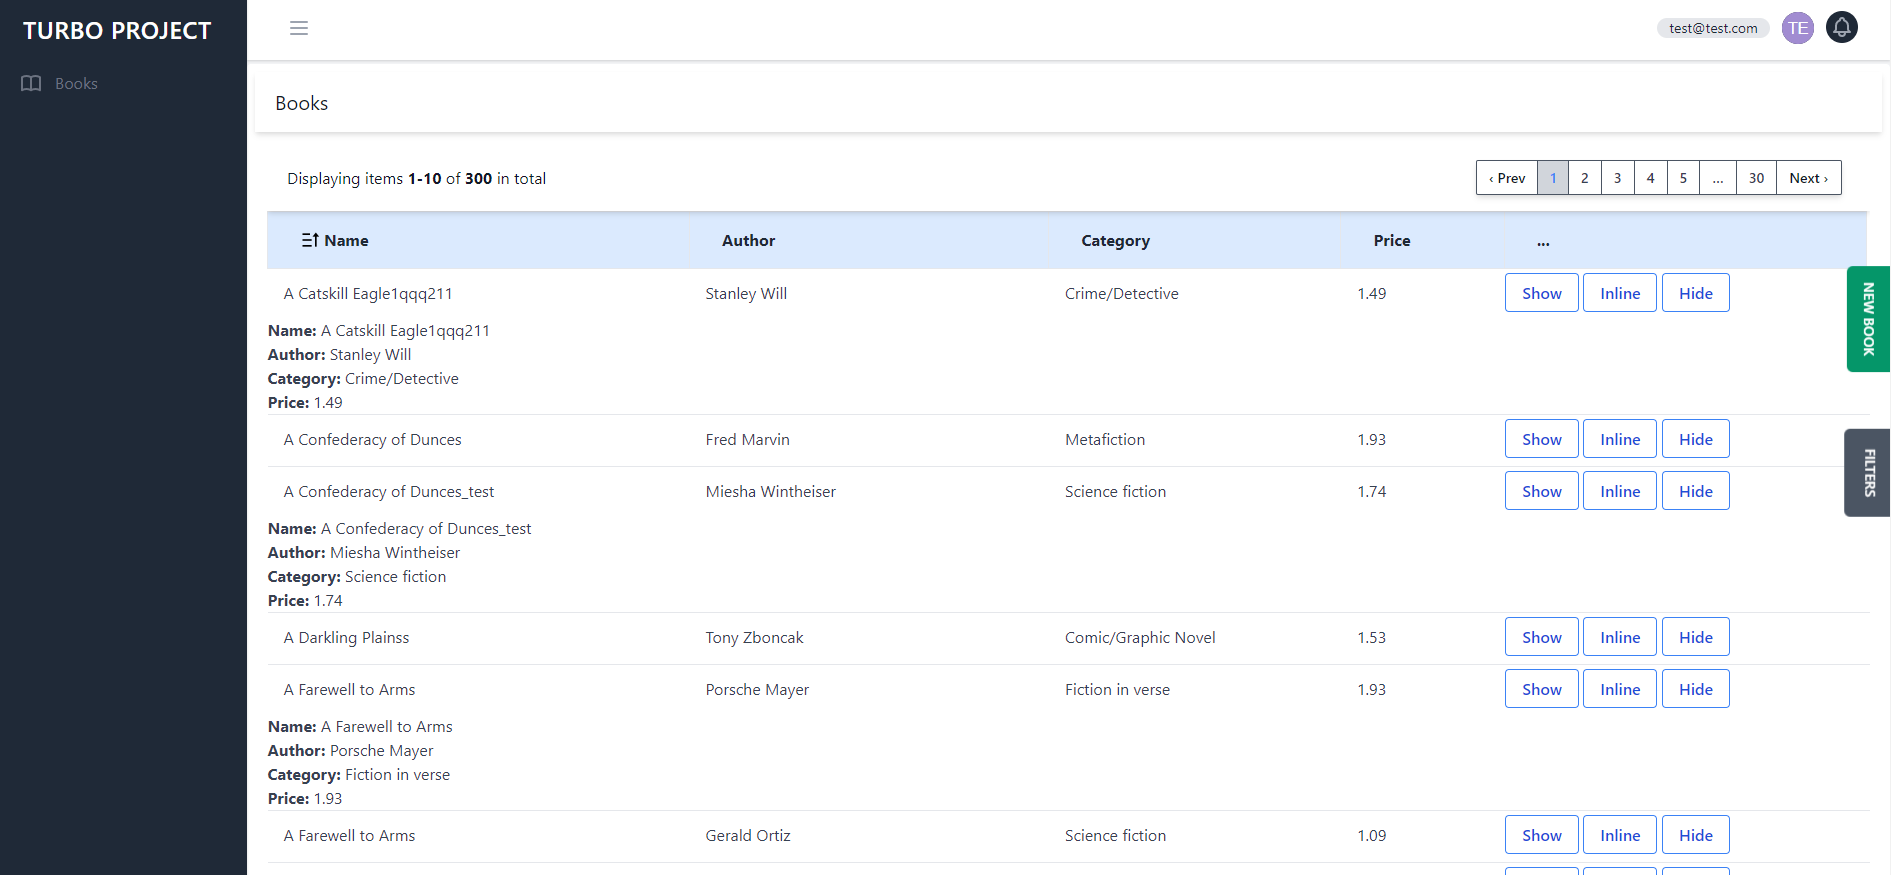 TURBO PROJECT
Books
test@test.com TE
Books
Displaying items 1-10 of 300 in total
‹ Prev 1 2 3 4 5 ... 30 Next ›
Name Author Category Price ...
A Catskill Eagle1qqq211 Stanley Will Crime/Detective 1.49 Show Inline Hide
Name: A Catskill Eagle1qqq211
Author: Stanley Will
Category: Crime/Detective
Price: 1.49
A Confederacy of Dunces Fred Marvin Metafiction 1.93 Show Inline Hide
A Confederacy of Dunces_test Miesha Wintheiser Science fiction 1.74 Show Inline Hide
Name: A Confederacy of Dunces_test
Author: Miesha Wintheiser
Category: Science fiction
Price: 1.74
A Darkling Plainss Tony Zboncak Comic/Graphic Novel 1.53 Show Inline Hide
A Farewell to Arms Porsche Mayer Fiction in verse 1.93 Show Inline Hide
Name: A Farewell to Arms
Author: Porsche Mayer
Category: Fiction in verse
Price: 1.93
A Farewell to Arms Gerald Ortiz Science fiction 1.09 Show Inline Hide
NEW BOOK
FILTERS